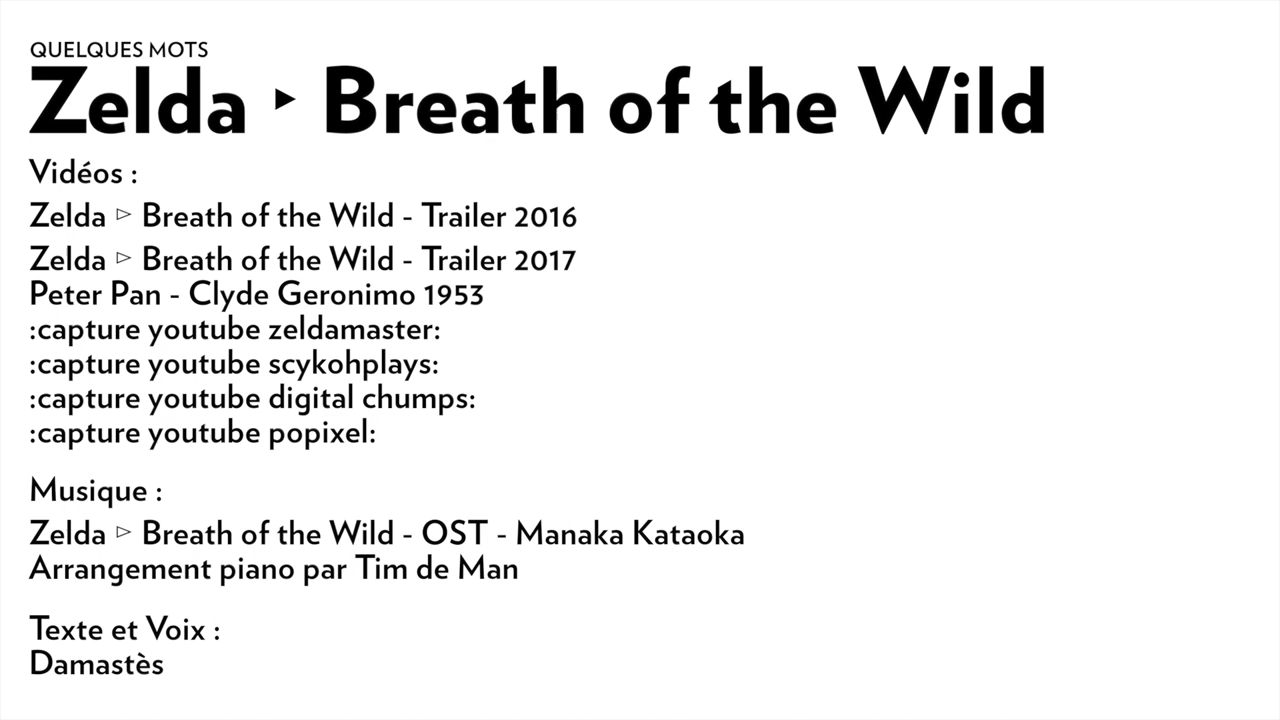 QUELQUES MOTS
Zelda ‣ Breath of the Wild
Vidéos :
Zelda ▻ Breath of the Wild - Trailer 2016
Zelda ▻ Breath of the Wild - Trailer 2017
Peter Pan - Clyde Geronimo 1953
:capture youtube zeldamaster:
:capture youtube scykohplays:
:capture youtube digital chumps:
:capture youtube popixel:
Musique :
Zelda ▻ Breath of the Wild - OST - Manaka Kataoka
Arrangement piano par Tim de Man
Texte et Voix :
Damastès